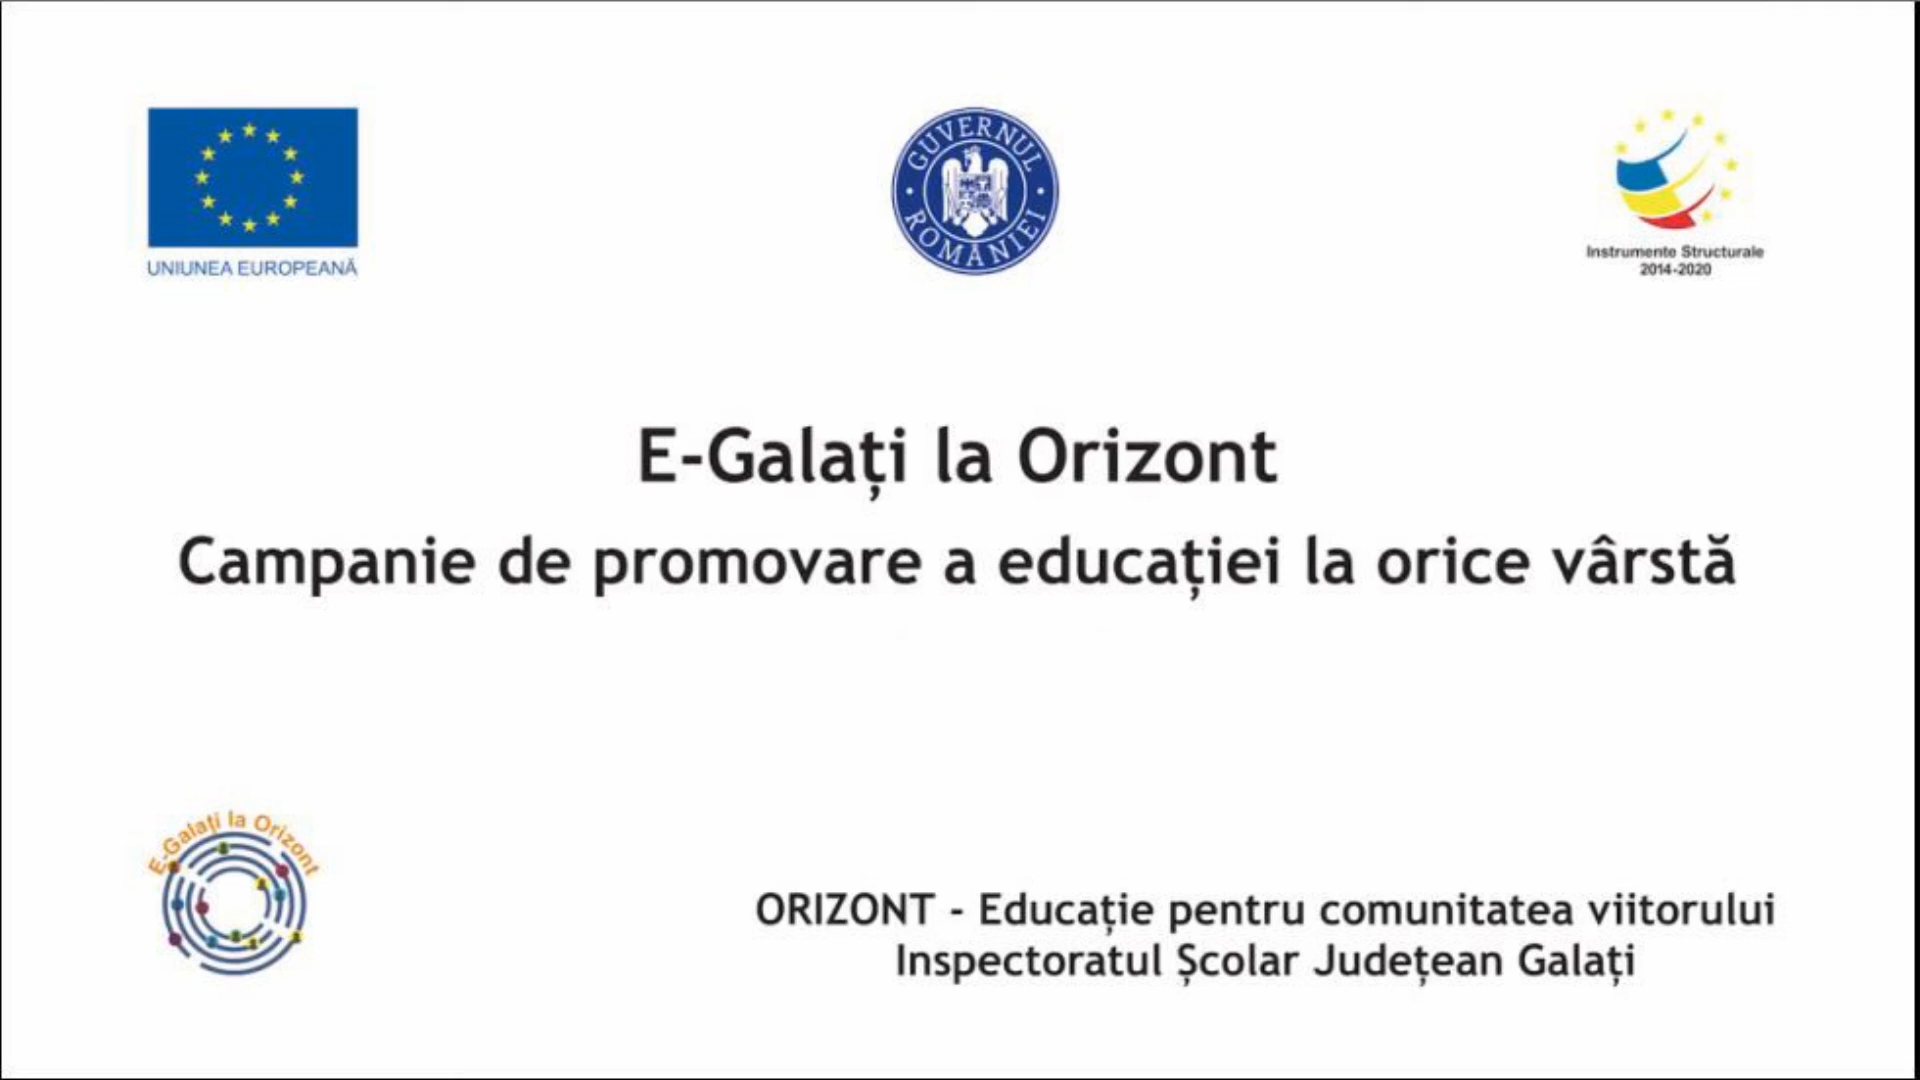 UNIUNEA EUROPEANĂ
GUVERNUL ROMÂNIEI
Instrumente Structurale
2014-2020
E-Galați la Orizont
Campanie de promovare a educației la orice vârstă
E-Galați la Orizont
ORIZONT - Educație pentru comunitatea viitorului
Inspectoratul Școlar Județean Galați